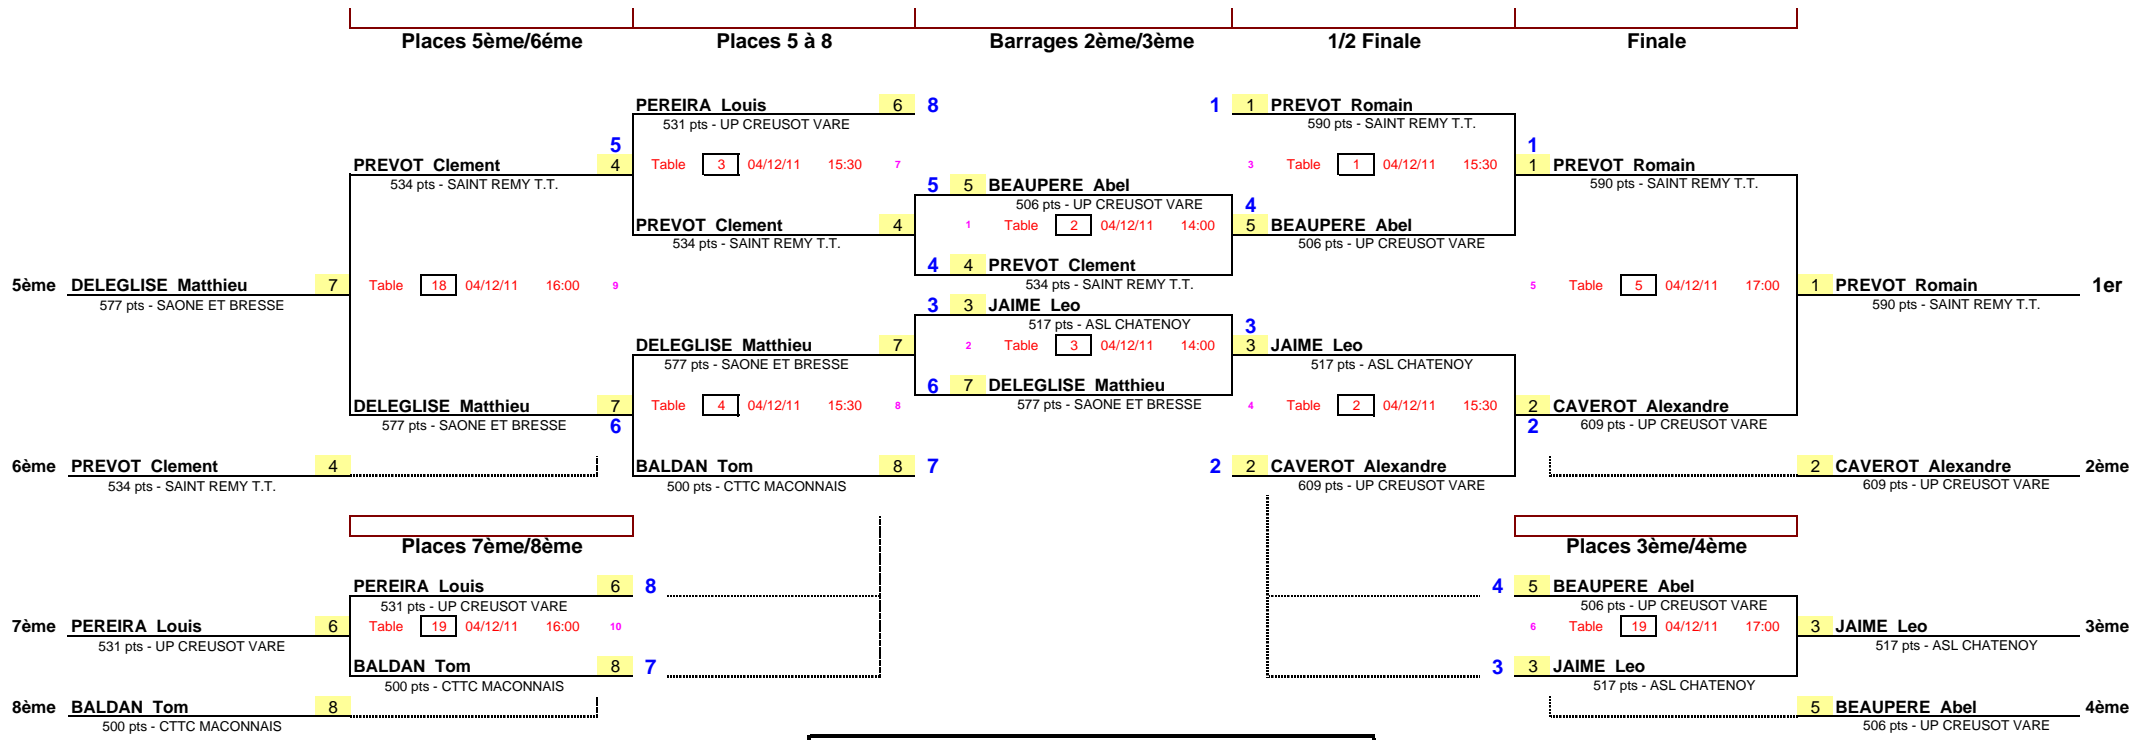 Places 5ème/6éme Places 5 à 8 Barrages 2ème/3ème 1/2 Finale Finale
PEREIRA Louis 6 8 1 1 PREVOT Romain
531 pts - UP CREUSOT VARE 590 pts - SAINT REMY T.T.
5 1
PREVOT Clement 4 Table 3 04/12/11 15:30 7 3 Table 1 04/12/11 15:30 1 PREVOT Romain
534 pts - SAINT REMY T.T. 5 5 BEAUPERE Abel 590 pts - SAINT REMY T.T.
506 pts - UP CREUSOT VARE 4
PREVOT Clement 4 1 Table 2 04/12/11 14:00 5 BEAUPERE Abel
534 pts - SAINT REMY T.T. 506 pts - UP CREUSOT VARE
4 4 PREVOT Clement
5ème DELEGLISE Matthieu 7 Table 18 04/12/11 16:00 9 534 pts - SAINT REMY T.T. 5 Table 5 04/12/11 17:00 1 PREVOT Romain 1er
577 pts - SAONE ET BRESSE 3 3 JAIME Leo 590 pts - SAINT REMY T.T.
517 pts - ASL CHATENOY 3
DELEGLISE Matthieu 7 2 Table 3 04/12/11 14:00 3 JAIME Leo
577 pts - SAONE ET BRESSE 517 pts - ASL CHATENOY
6 7 DELEGLISE Matthieu
DELEGLISE Matthieu 7 Table 4 04/12/11 15:30 8 577 pts - SAONE ET BRESSE 4 Table 2 04/12/11 15:30 2 CAVEROT Alexandre
577 pts - SAONE ET BRESSE 6 2 609 pts - UP CREUSOT VARE
6ème PREVOT Clement 4 BALDAN Tom 8 7 2 2 CAVEROT Alexandre 2 CAVEROT Alexandre 2ème
534 pts - SAINT REMY T.T. 500 pts - CTTC MACONNAIS 609 pts - UP CREUSOT VARE 609 pts - UP CREUSOT VARE
Places 7ème/8ème Places 3ème/4ème
PEREIRA Louis 6 8 4 5 BEAUPERE Abel
531 pts - UP CREUSOT VARE 506 pts - UP CREUSOT VARE
7ème PEREIRA Louis 6 Table 19 04/12/11 16:00 10 6 Table 19 04/12/11 17:00 3 JAIME Leo 3ème
531 pts - UP CREUSOT VARE 517 pts - ASL CHATENOY
BALDAN Tom 8 7 3 3 JAIME Leo
500 pts - CTTC MACONNAIS 517 pts - ASL CHATENOY
8ème BALDAN Tom 8 5 BEAUPERE Abel 4ème
500 pts - CTTC MACONNAIS 506 pts - UP CREUSOT VARE